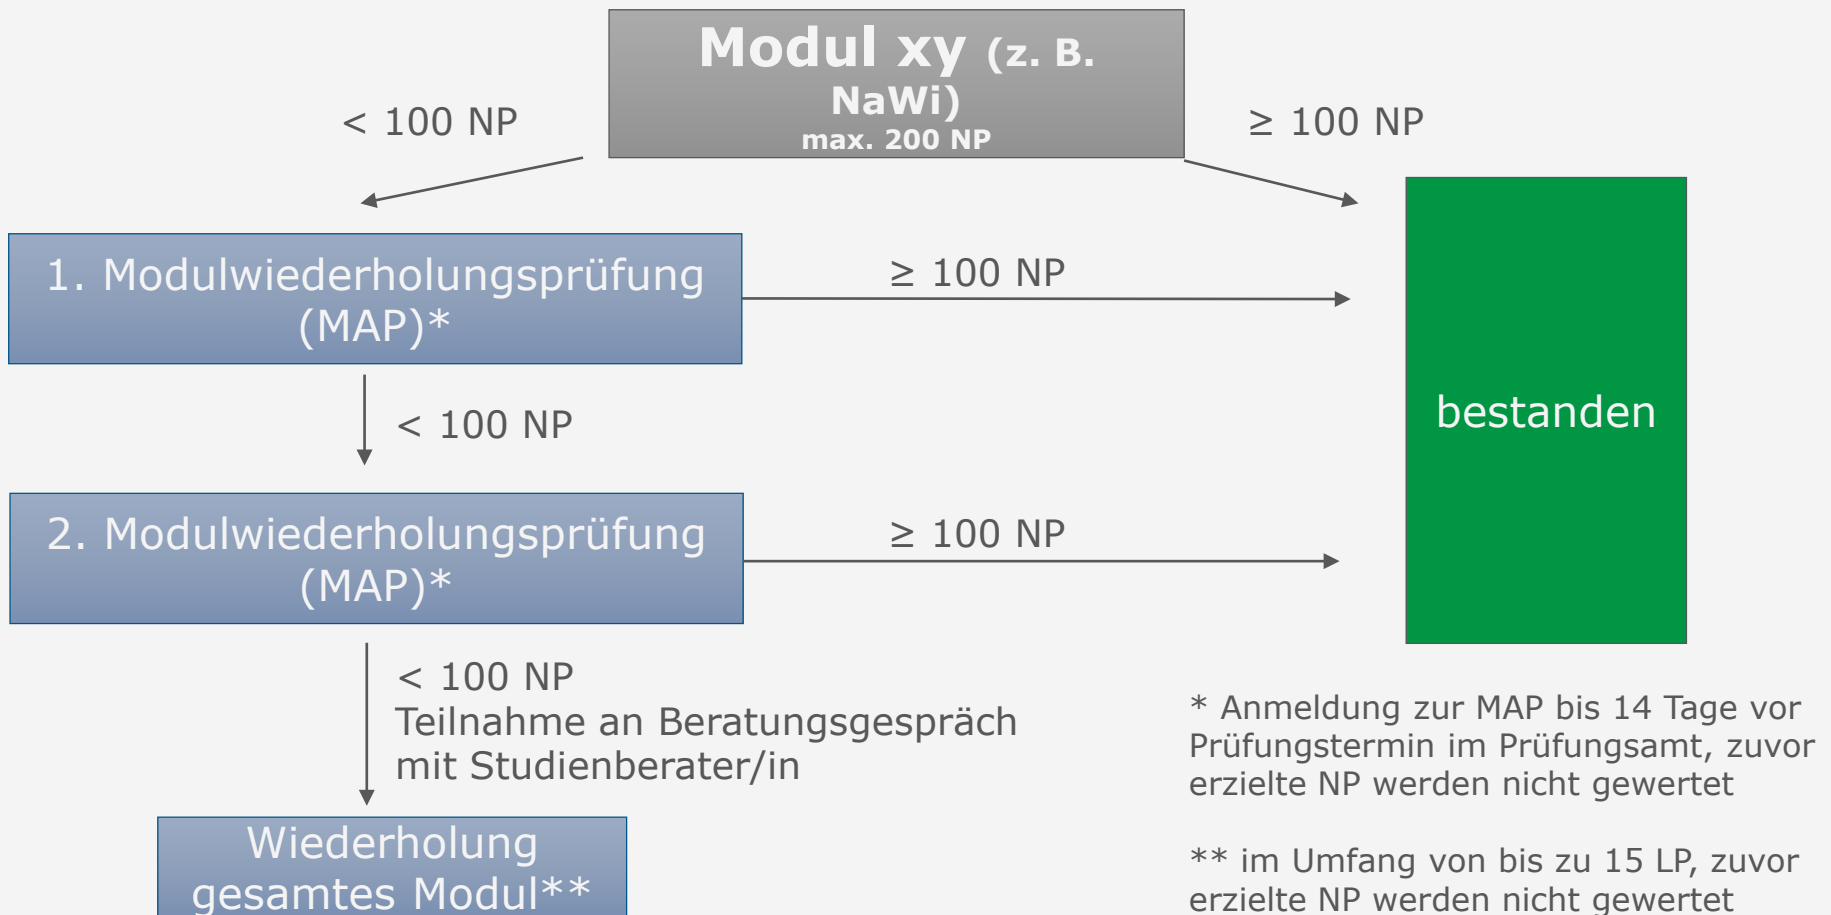 Modul xy (z. B.
NaWi)
max. 200 NP
< 100 NP
≥ 100 NP
1. Modulwiederholungsprüfung
(MAP)*
≥ 100 NP
< 100 NP
bestanden
2. Modulwiederholungsprüfung
(MAP)*
≥ 100 NP
< 100 NP
Teilnahme an Beratungsgespräch
mit Studienberater/in
* Anmeldung zur MAP bis 14 Tage vor
Prüfungstermin im Prüfungsamt, zuvor
erzielte NP werden nicht gewertet
Wiederholung
gesamtes Modul**
** im Umfang von bis zu 15 LP, zuvor
erzielte NP werden nicht gewertet